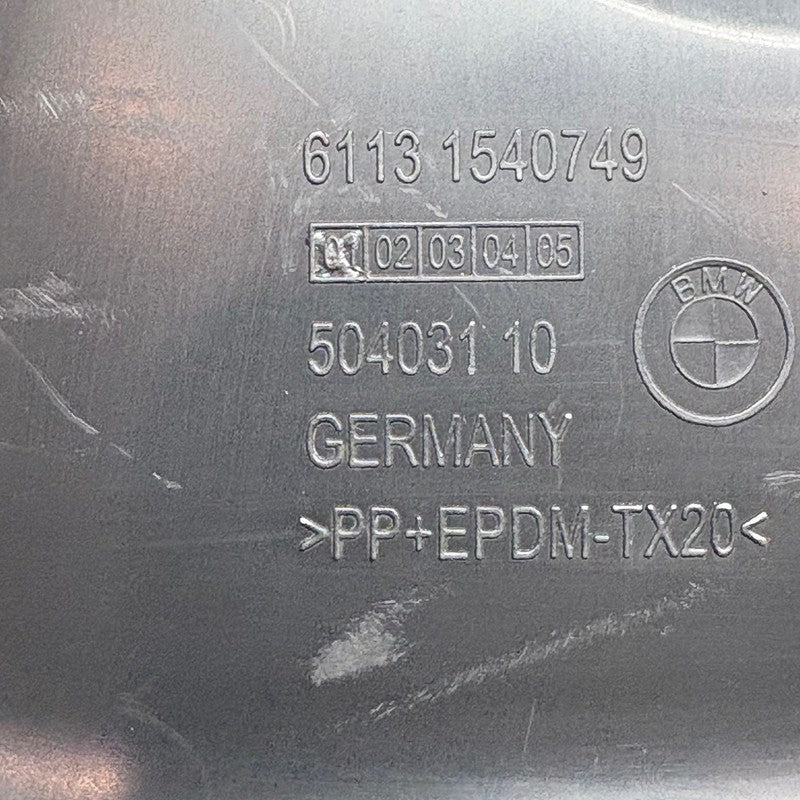 6113 1540749
01 02 03 04 05
BMW
504031 10
GERMANY
>PP+EPDM-TX20<